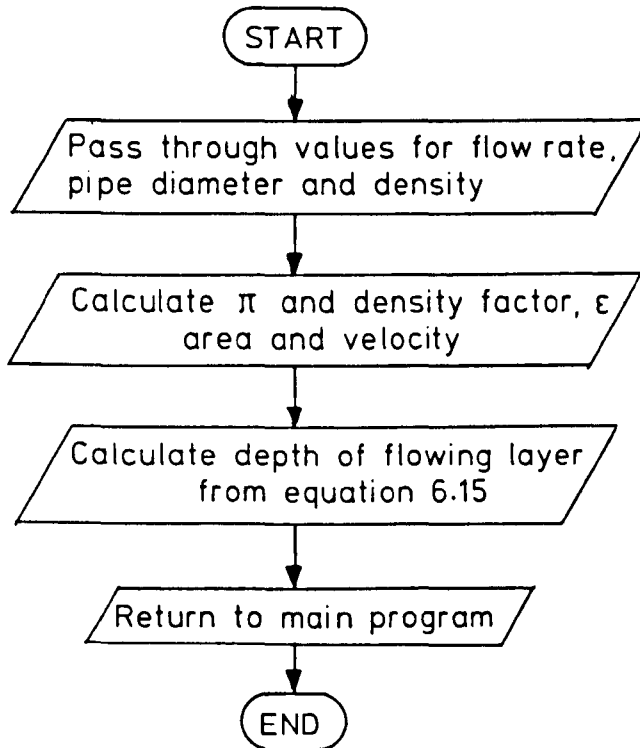 START
Pass through values for flow rate,
pipe diameter and density
Calculate π and density factor, ε
area and velocity
Calculate depth of flowing layer
from equation 6.15
Return to main program
END